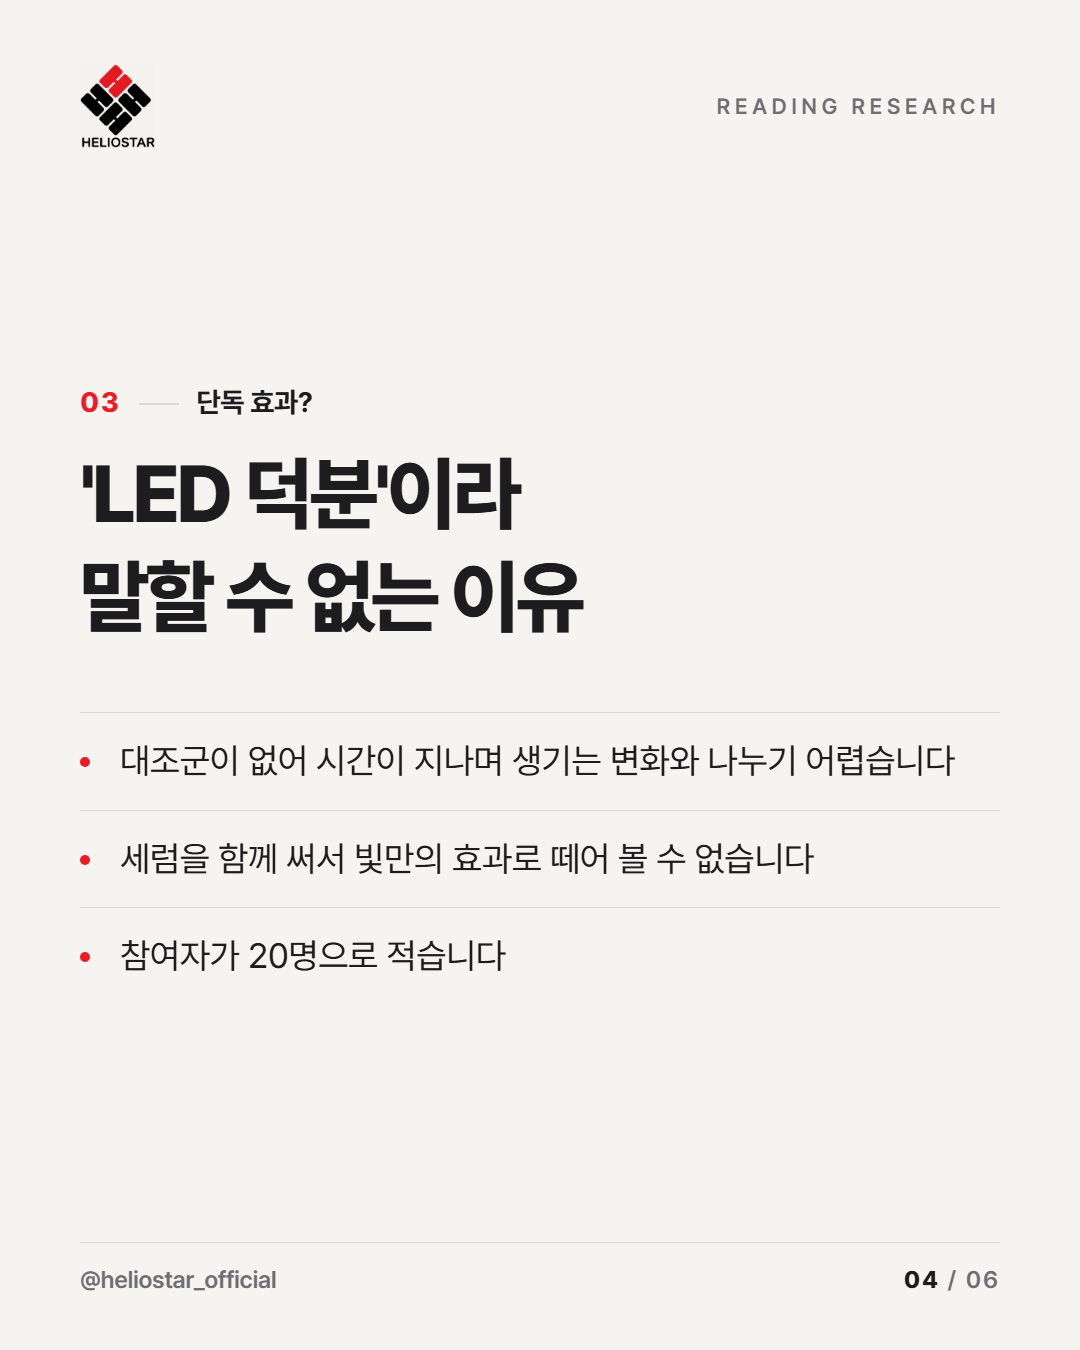 HELIOSTAR
READING RESEARCH
03 — 단독 효과?
'LED 덕분'이라
말할 수 없는 이유
• 대조군이 없어 시간이 지나며 생기는 변화와 나누기 어렵습니다
• 세럼을 함께 써서 빛만의 효과로 떼어 볼 수 없습니다
• 참여자가 20명으로 적습니다
@heliostar_official
04 / 06